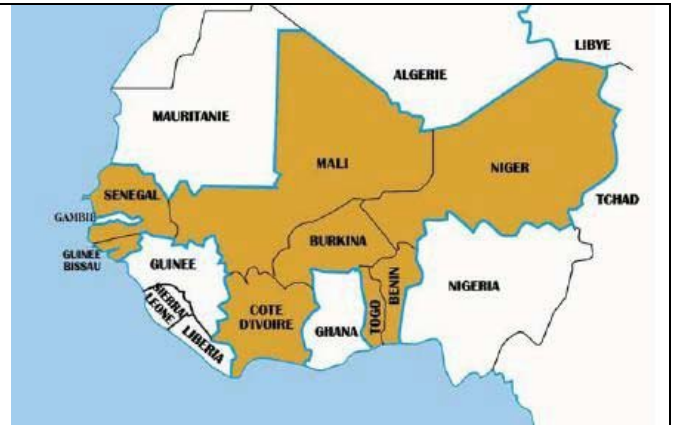 LIBYE
ALGERIE
MAURITANIE
MALI
NIGER
SENEGAL
TCHAD
GAMBIE
BURKINA
GUINEE
BISSAU
GUINEE
NIGERIA
BENIN
SIERRA
LEONE
COTE
D'IVOIRE
TOGO
GHANA
LIBERIA